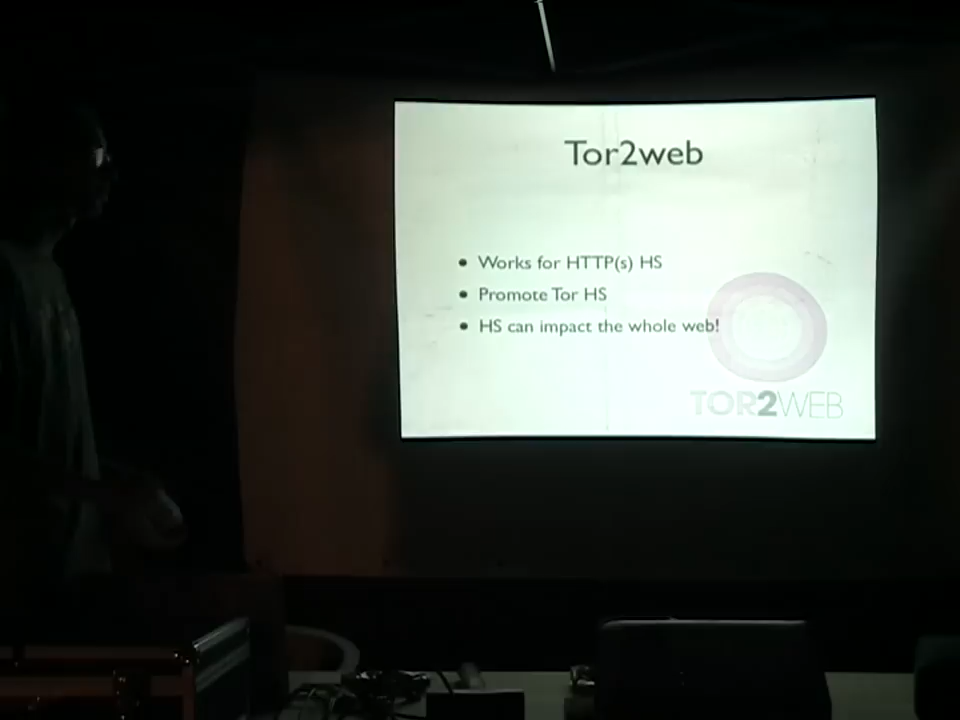 Tor2web
• Works for HTTP(s) HS
• Promote Tor HS
• HS can impact the whole web!
TOR2WEB